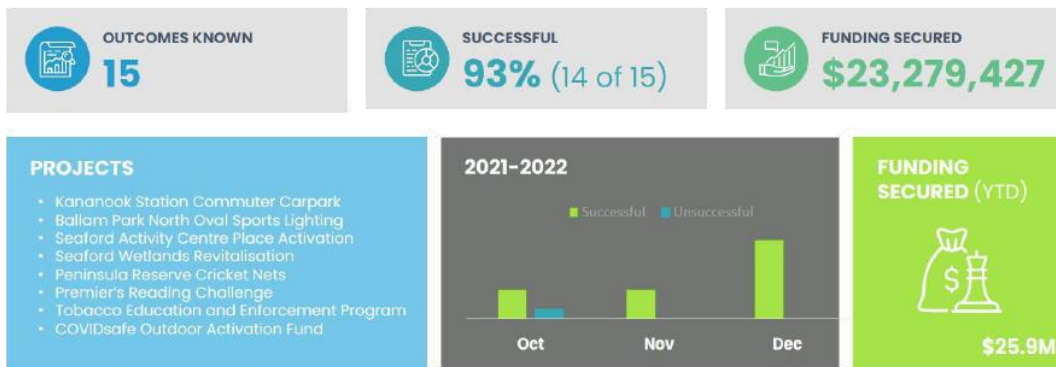 OUTCOMES KNOWN
15
SUCCESSFUL
93% (14 of 15)
FUNDING SECURED
$23,279,427
PROJECTS
• Kananook Station Commuter Carpark
• Ballam Park North Oval Sports Lighting
• Seaford Activity Centre Place Activation
• Seaford Wetlands Revitalisation
• Peninsula Reserve Cricket Nets
• Premier's Reading Challenge
• Tobacco Education and Enforcement Program
• COVIDsafe Outdoor Activation Fund
2021-2022
Successful Unsuccessful
Oct Nov Dec
FUNDING
SECURED (YTD)
$
$25.9M